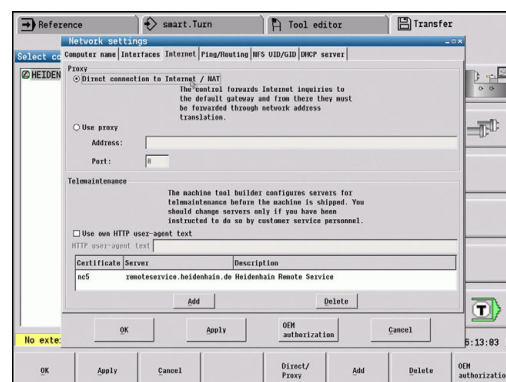 Reference
smart.Turn
Tool editor
Transfer
Network settings
Select co
Computer name Interfaces Internet Ping/Routing NFS UID/GID DHCP server
HEIDEN
Proxy
Direct connection to Internet / NAT
The control forwards Internet inquiries to
the default gateway and from there they must
be forwarded through network address
translation.
Use proxy
Address:
Port: 0
Telemaintenance
The machine tool builder configures servers for
telemaintenance before the machine is shipped. You
should change servers only if you have been
instructed to do so by customer service personnel.
Use own HTTP user-agent text
HTTP user-agent text
Certificate Server Description
nc5 remoteservice.heidenhain.de Heidenhain Remote Service
Add Delete
OK Apply OEM authorization Cancel
T
No exte
5:13:03
OK Apply Cancel Direct/ Proxy Add Delete OEM authorizatio